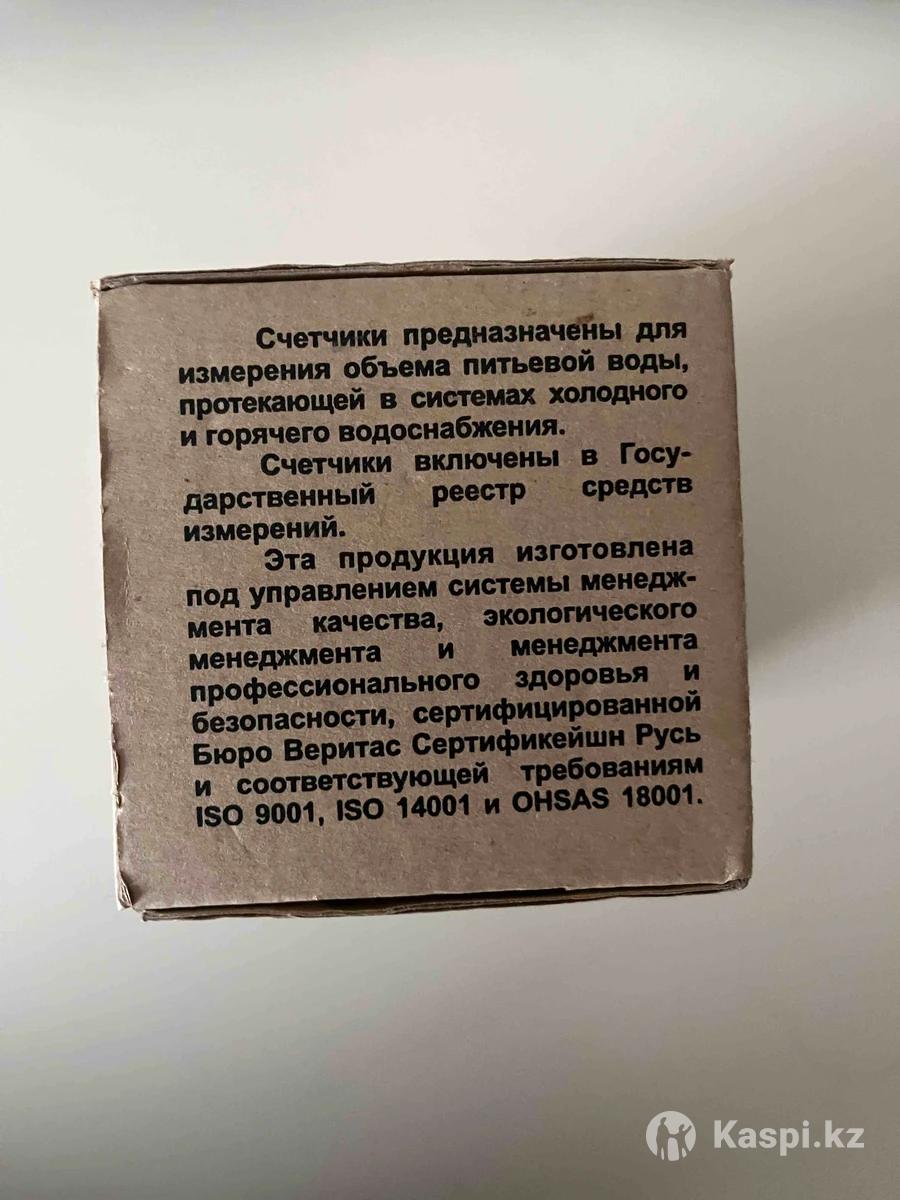 Счетчики предназначены для
измерения объема питьевой воды,
протекающей в системах холодного
и горячего водоснабжения.
Счетчики включены в Госу-
дарственный реестр средств
измерений.
Эта продукция изготовлена
под управлением системы менедж-
мента качества, экологического
менеджмента и менеджмента
профессионального здоровья и
безопасности, сертифицированной
Бюро Веритас Сертификейшн Русь
и соответствующей требованиям
ISO 9001, ISO 14001 и OHSAS 18001.
Kaspi.kz